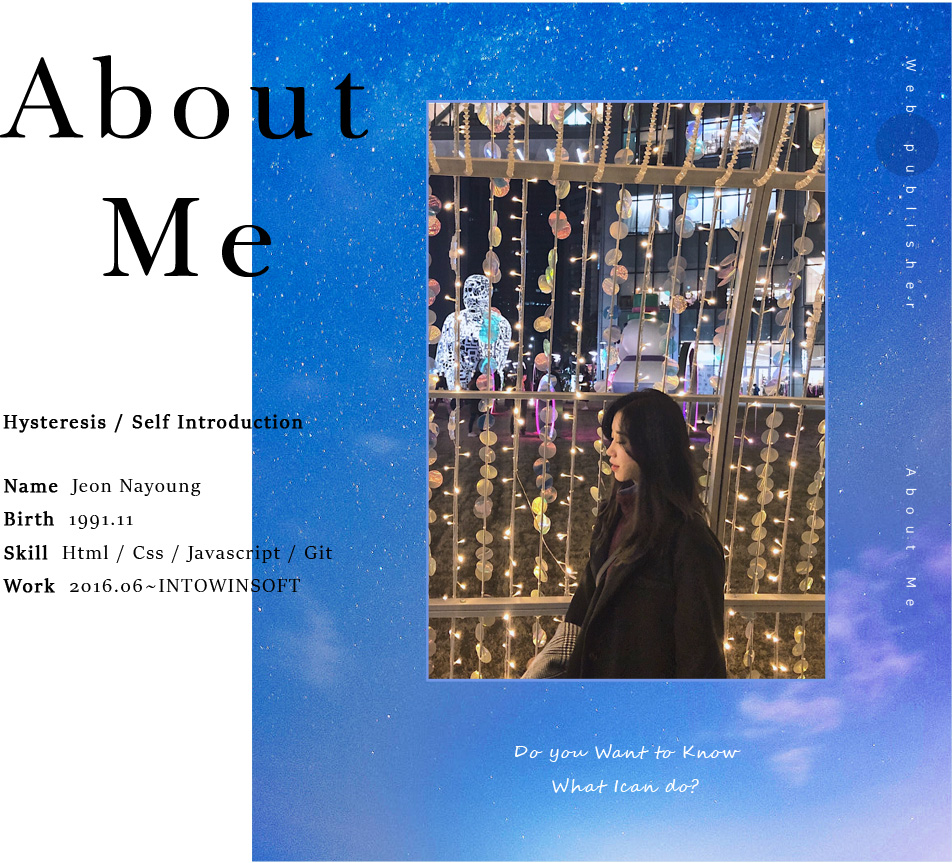 About
Me
Hysteresis / Self Introduction
Name Jeon Nayoung
Birth 1991.11
Skill Html / Css / Javascript / Git
Work 2016.06~INTOWINSOFT
Do you Want to Know
What Ican do?
Web publisher
About Me